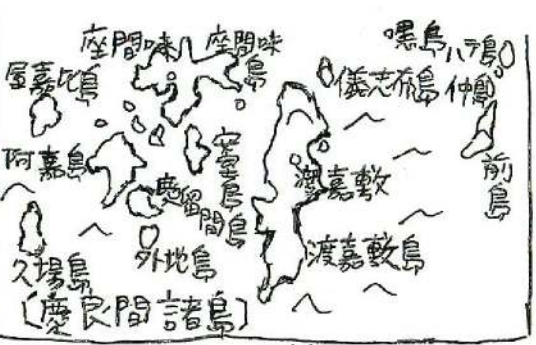 座間味 座間味島
嘿島 ハテ島
屋嘉比島
儀志布島 仲島
阿嘉島
安室島
慶留間島
渡嘉敷
前島
久場島
外地島
渡嘉敷島
〔慶良間諸島〕